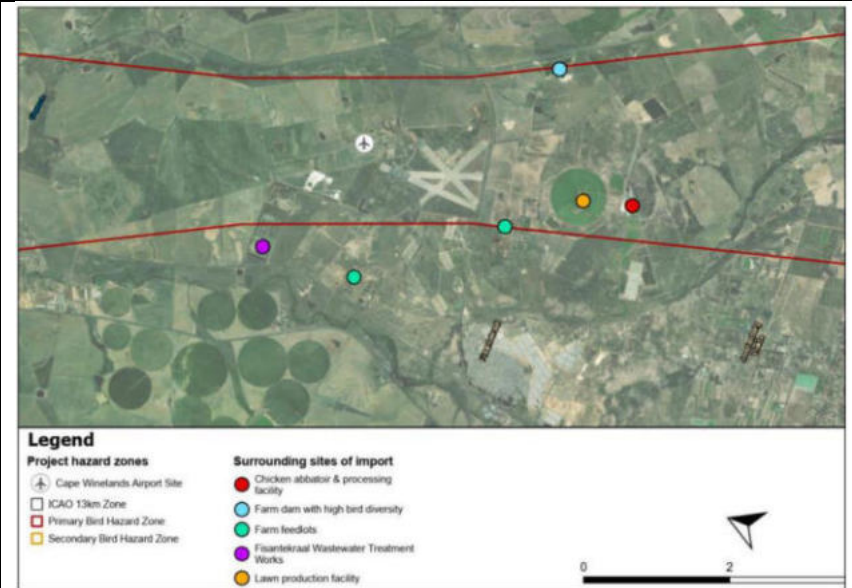 Legend
Project hazard zones
Cape Winelands Airport Site
ICAO 13km Zone
Primary Bird Hazard Zone
Secondary Bird Hazard Zone
Surrounding sites of import
Chicken abbatoir & processing
facility
Farm dam with high bird diversity
Farm feedlots
Fisantekraal Wastewater Treatment
Works
Lawn production facility
0
2